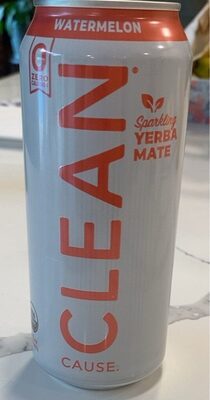 WATERMELON
G
ZERO
CLEAN
Sparkling
YERBA
MATE
CAUSE.